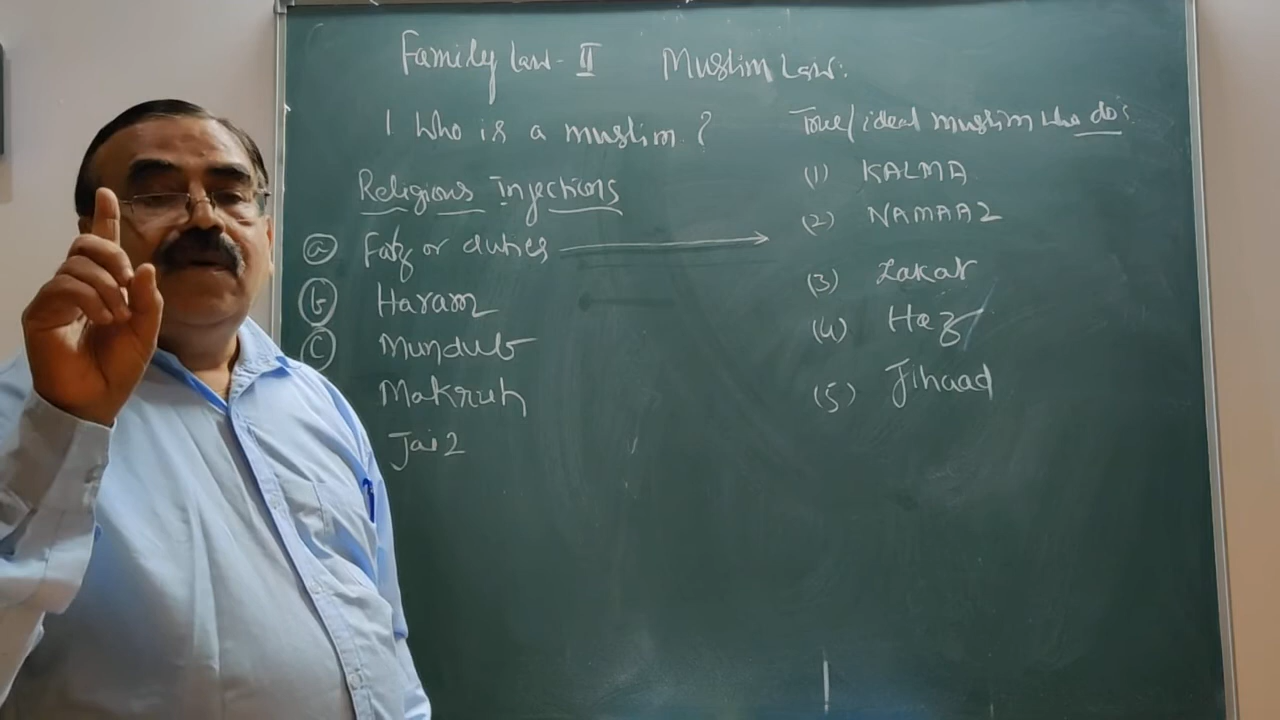 Family Law - II Muslim Law:
1. Who is a muslim ?
Religious Injections
(a) Farz or duties
(b) Haram
(c) Mundub
Makruh
Jaiz
True/ideal muslim who do:
(1) KALMA
(2) NAMAAZ
(3) Zakat
(4) Haz
(5) Jihaad